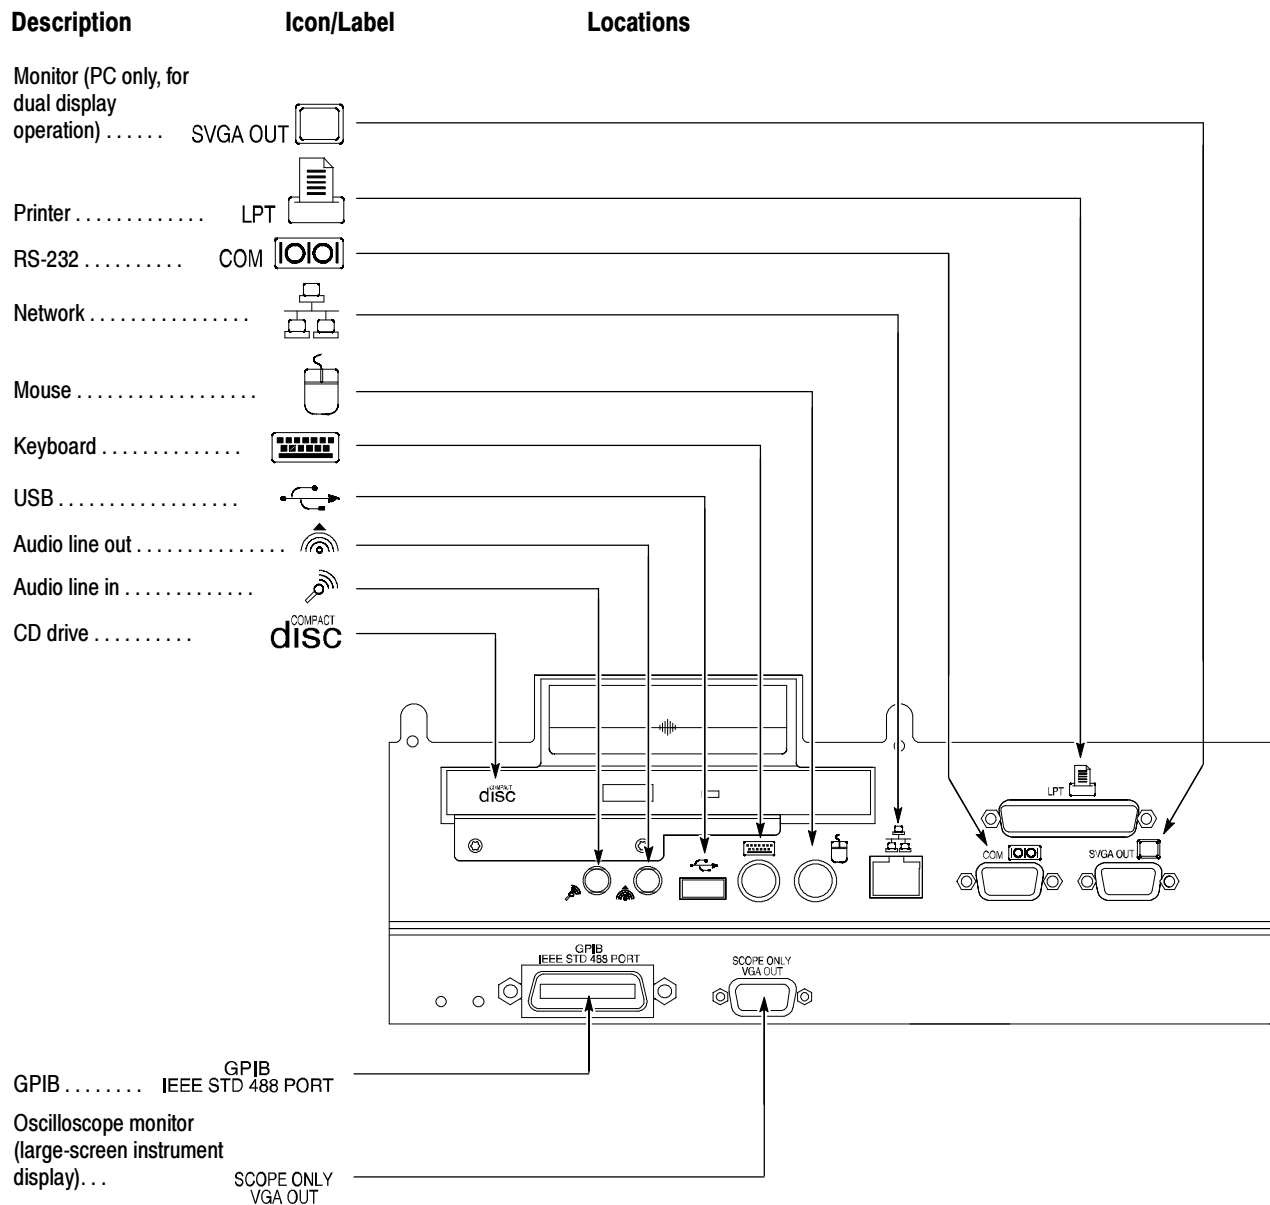 Description Icon/Label Locations
Monitor (PC only, for
dual display
operation) . . . . . . SVGA OUT
Printer . . . . . . . . . . . . . LPT
RS-232 . . . . . . . . . . COM
Network . . . . . . . . . . . . . . . .
Mouse . . . . . . . . . . . . . . . . . .
Keyboard . . . . . . . . . . . . . .
USB . . . . . . . . . . . . . . . . . .
Audio line out . . . . . . . . . . . . . . .
Audio line in . . . . . . . . . . . . .
CD drive . . . . . . . . . . COMPACT disc
COMPACT
disc
LPT
COM SVGA OUT
GPIB
IEEE STD 488 PORT
SCOPE ONLY
VGA OUT
GPIB . . . . . . . . GPIB
IEEE STD 488 PORT
Oscilloscope monitor
(large-screen instrument
display). . . SCOPE ONLY
VGA OUT